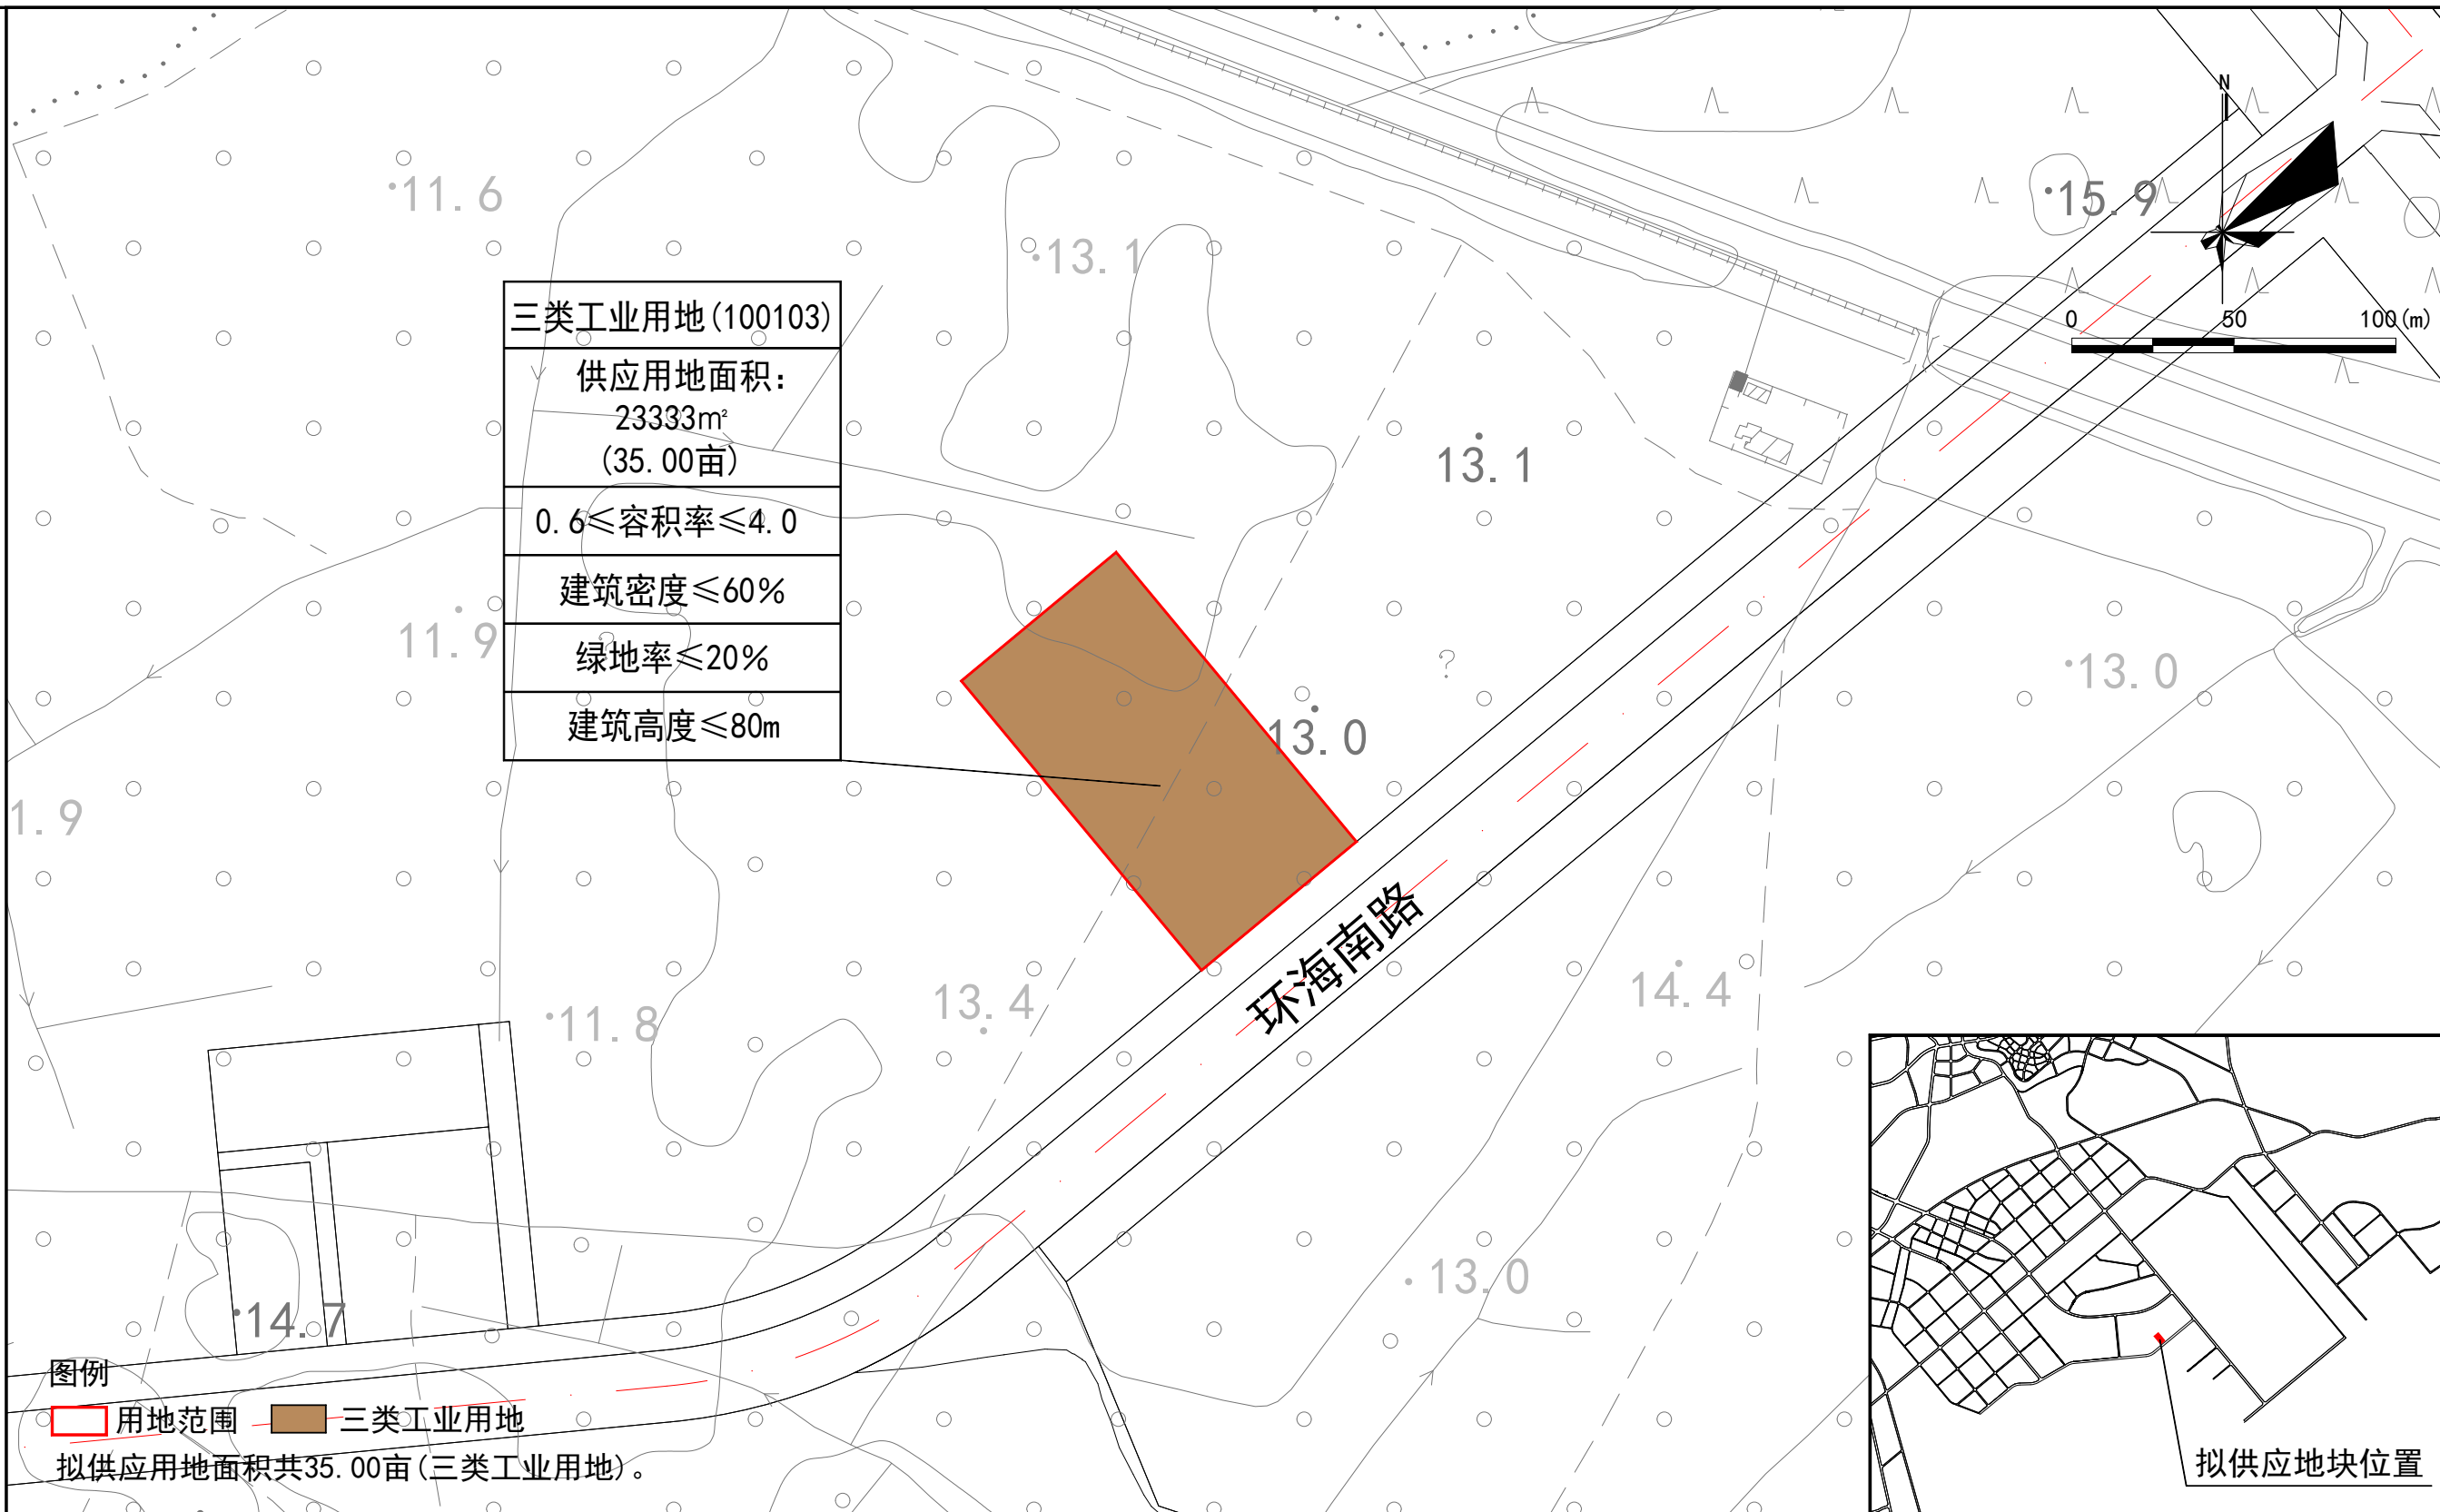 11.6
13.1
15.9
N
0 50 100(m)
三类工业用地(100103)
供应用地面积:
23333㎡
(35.00亩)
0.6≤容积率≤4.0
建筑密度≤60%
绿地率≤20%
建筑高度≤80m
13.1
11.9
?
?
13.0
13.0
1.9
环海南路
13.4
14.4
11.8
13.0
14.7
图例
用地范围
三类工业用地
拟供应用地面积共35.00亩(三类工业用地)。
拟供应地块位置